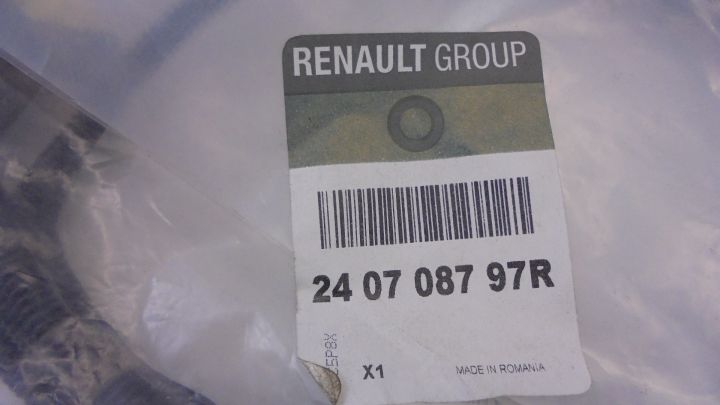 RENAULT GROUP
24 07 087 97R
X1
MADE IN ROMANIA